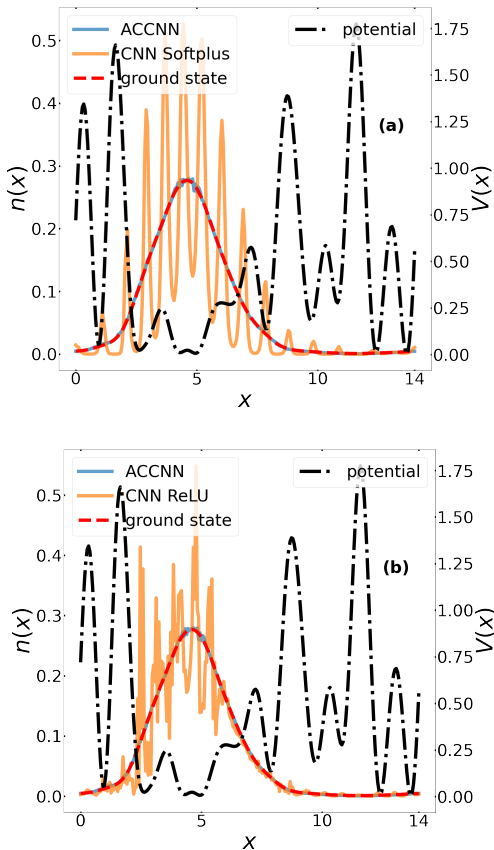 ACCNN
CNN Softplus
ground state
potential
(a)
0.5
0.4
0.3
0.2
0.1
0.0
n(x)
1.75
1.50
1.25
1.00
0.75
0.50
0.25
0.00
V(x)
0
5
10
14
x
ACCNN
CNN ReLU
ground state
potential
(b)
0.5
0.4
0.3
0.2
0.1
0.0
n(x)
1.75
1.50
1.25
1.00
0.75
0.50
0.25
0.00
V(x)
0
5
10
14
x